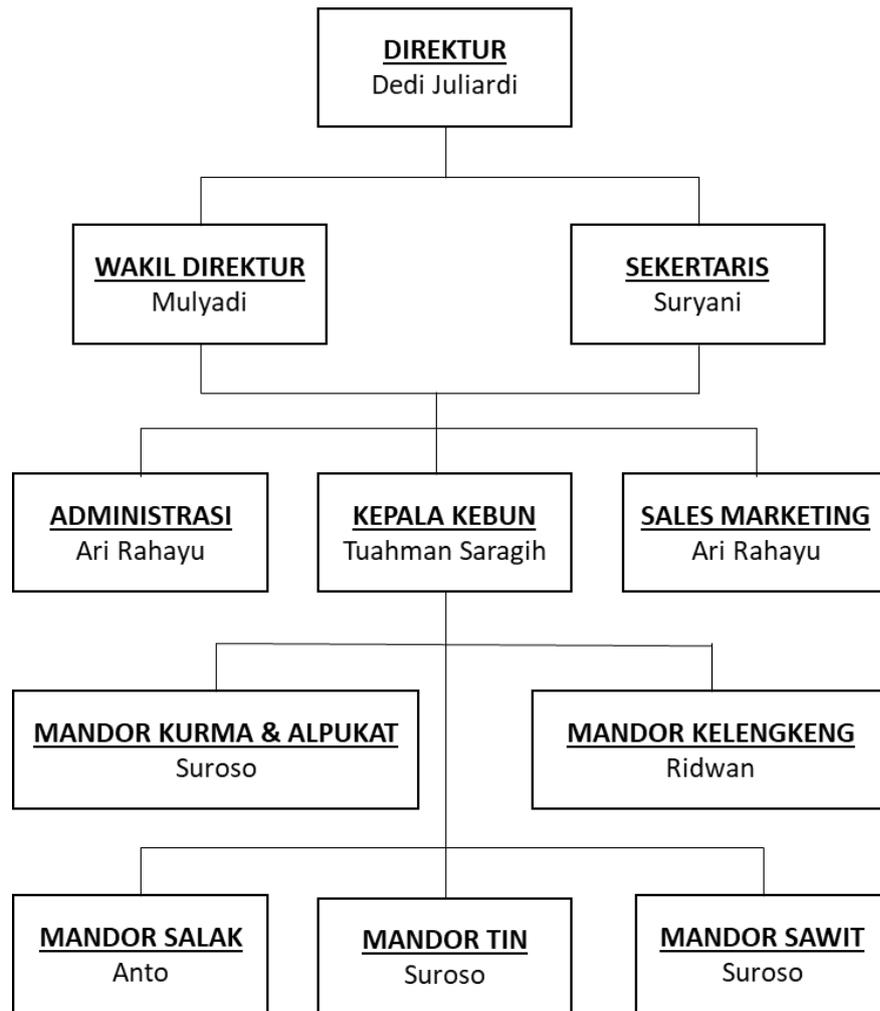 DIREKTUR
Dedi Juliardi
WAKIL DIREKTUR
Mulyadi
SEKERTARIS
Suryani
ADMINISTRASI
Ari Rahayu
KEPALA KEBUN
Tuahman Saragih
SALES MARKETING
Ari Rahayu
MANDOR KURMA & ALPUKAT
Suroso
MANDOR KELENGKENG
Ridwan
MANDOR SALAK
Anto
MANDOR TIN
Suroso
MANDOR SAWIT
Suroso